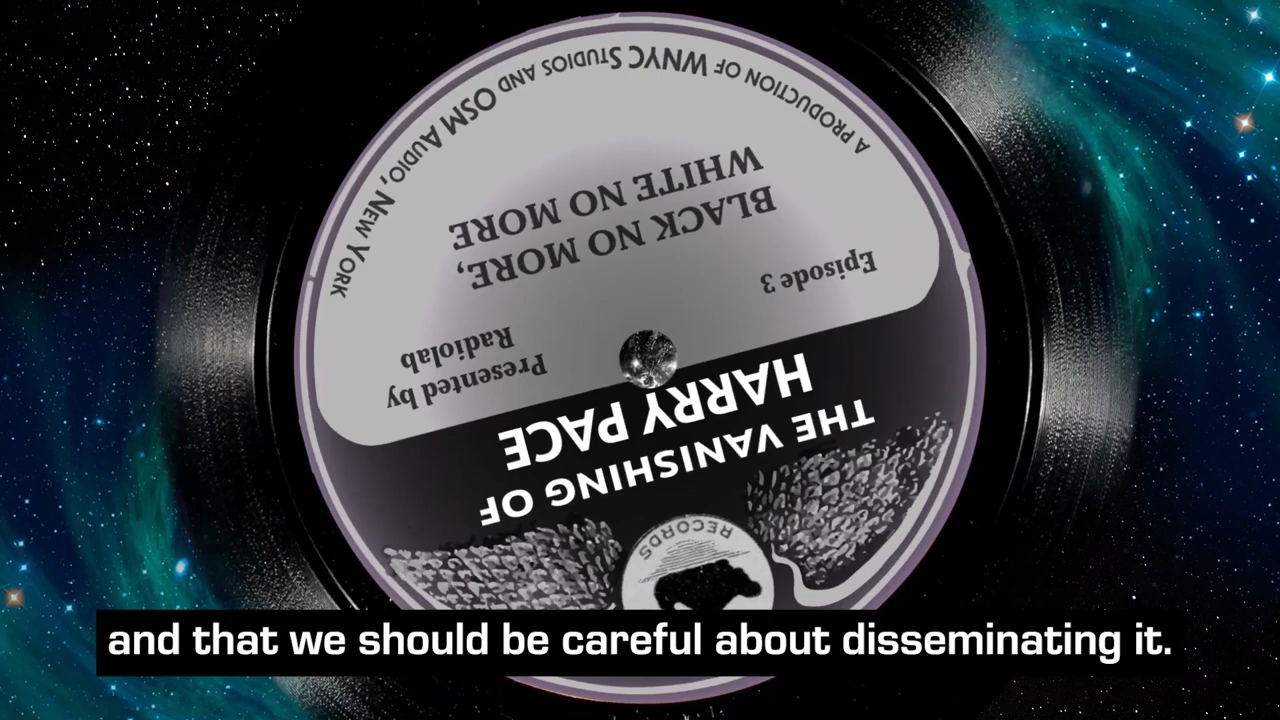 RECORDS
THE VANISHING OF
HARRY PACE
Presented by
Radiolab
Episode 3
BLACK NO MORE,
WHITE NO MORE
A PRODUCTION OF WNYC STUDIOS AND OSM AUDIO, NEW YORK
and that we should be careful about disseminating it.